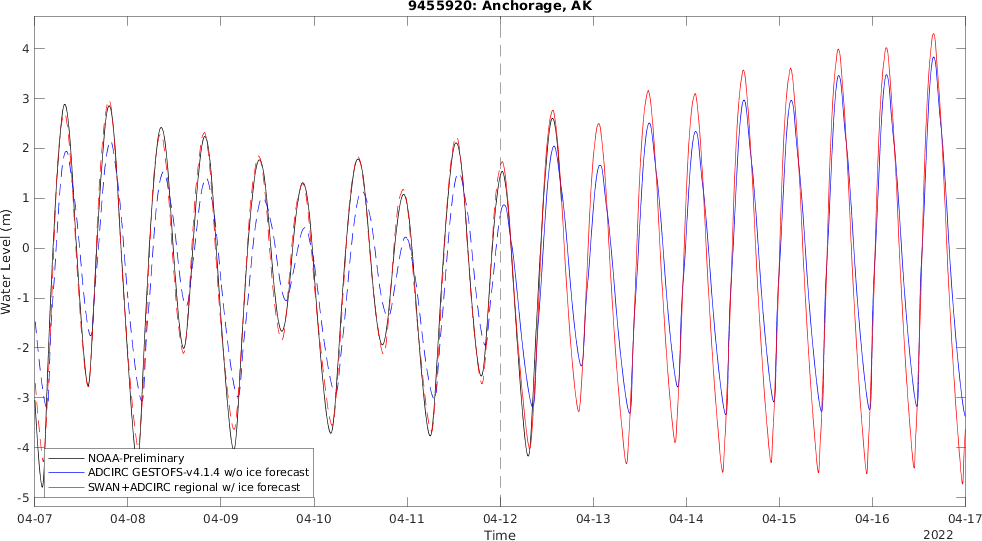 9455920: Anchorage, AK
Water Level (m)
4
3
2
1
0
-1
-2
-3
-4
-5
NOAA-Preliminary
ADCIRC GESTOFS-v4.1.4 w/o ice forecast
SWAN+ADCIRC regional w/ ice forecast
04-07 04-08 04-09 04-10 04-11 04-12 04-13 04-14 04-15 04-16 04-17
Time
2022